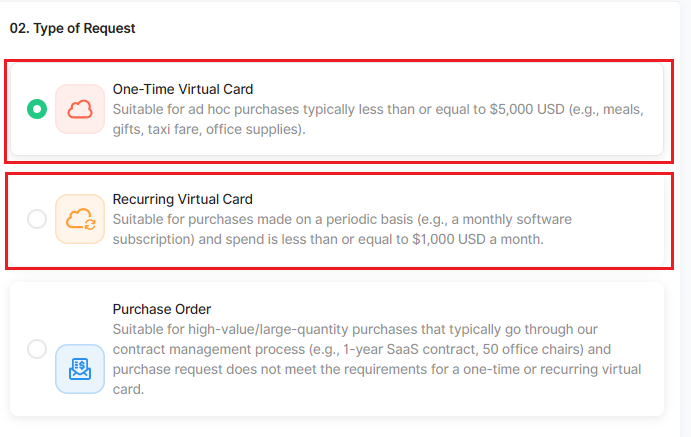 02. Type of Request
One-Time Virtual Card
Suitable for ad hoc purchases typically less than or equal to $5,000 USD (e.g., meals,
gifts, taxi fare, office supplies).
Recurring Virtual Card
Suitable for purchases made on a periodic basis (e.g., a monthly software
subscription) and spend is less than or equal to $1,000 USD a month.
Purchase Order
Suitable for high-value/large-quantity purchases that typically go through our
contract management process (e.g., 1-year SaaS contract, 50 office chairs) and
purchase request does not meet the requirements for a one-time or recurring virtual
card.